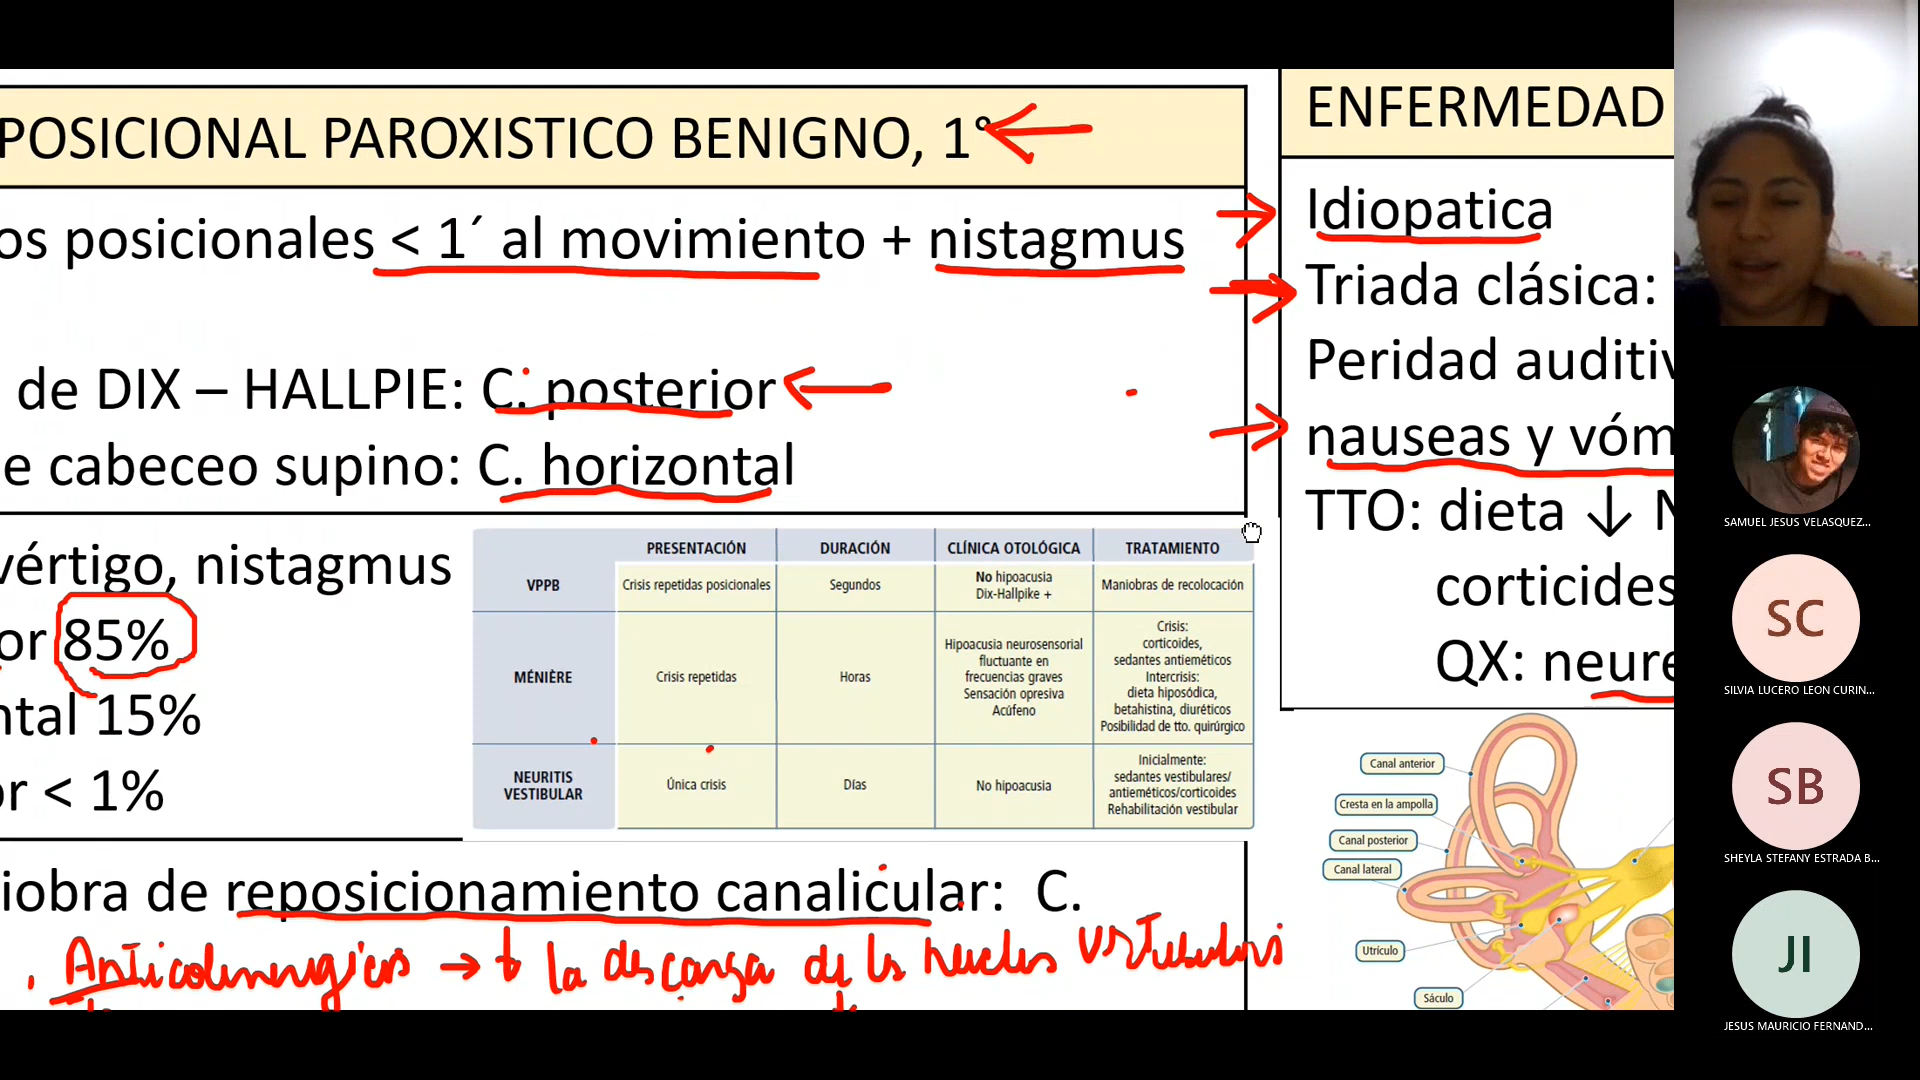 POSICIONAL PAROXISTICO BENIGNO, 1°
os posicionales < 1´ al movimiento + nistagmus
de DIX – HALLPIE: C. posterior
e cabeceo supino: C. horizontal
vértigo, nistagmus
or 85%
ntal 15%
or < 1%
PRESENTACIÓN DURACIÓN CLÍNICA OTOLÓGICA TRATAMIENTO
VPPB
Crisis repetidas posicionales
Segundos
No hipoacusia
Dix-Hallpike +
Maniobras de recolocación
MÉNIÈRE
Crisis repetidas
Horas
Hipoacusia neurosensorial
fluctuante en
frecuencias graves
Sensación opresiva
Acúfeno
Crisis:
corticoides,
sedantes antieméticos
Intercrisis:
dieta hiposódica,
betahistina, diuréticos
Posibilidad de tto. quirúrgico
NEURITIS
VESTIBULAR
Única crisis
Días
No hipoacusia
Inicialmente:
sedantes vestibulares/
antieméticos/corticoides
Rehabilitación vestibular
iobra de reposicionamiento canalicular: C.
la descarga de
ENFERMEDAD
Idiopatica
Triada clásica:
Peridad auditiv
nauseas y vóm
TTO: dieta ↓ N
corticides
QX: neure
Canal anterior
Cresta en la ampolla
Canal posterior
Canal lateral
Utrículo
Sáculo
SAMUEL JESUS VELASQUEZ...
SC
SILVIA LUCERO LEON CURIN...
SB
SHEYLA STEFANY ESTRADA B...
JI
JESUS MAURICIO FERNAND...